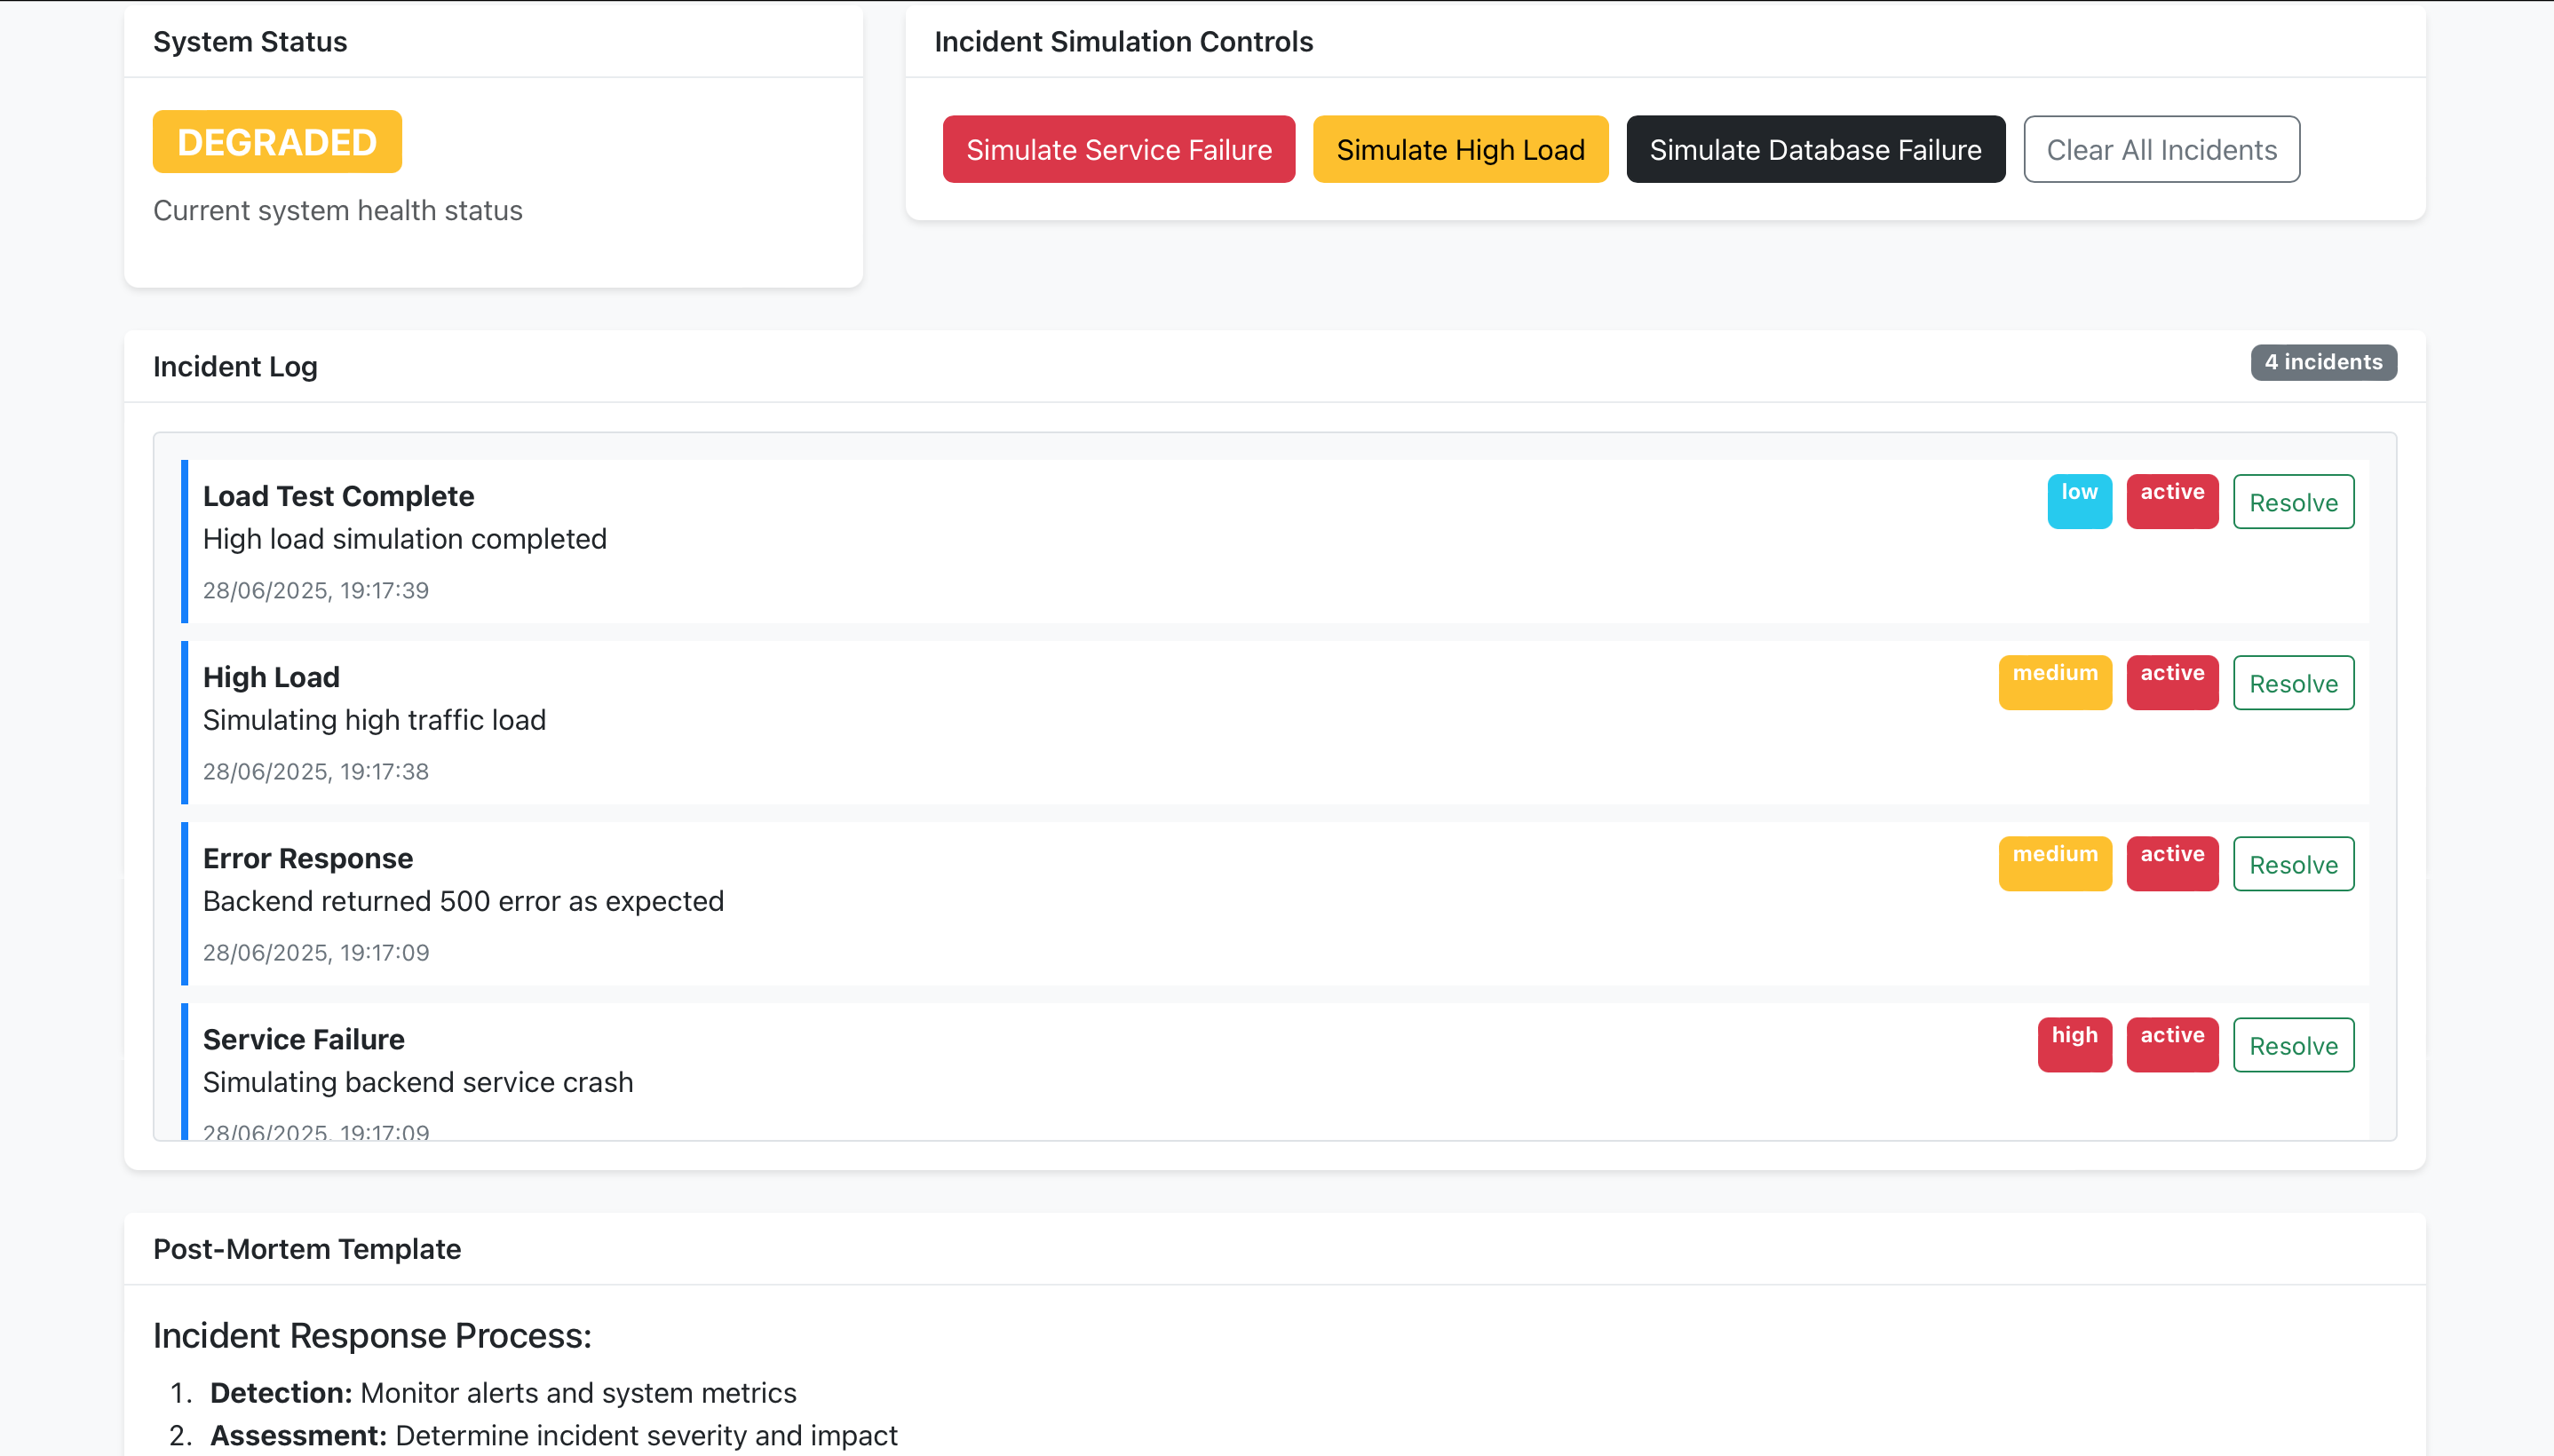 System Status
DEGRADED
Current system health status
Incident Simulation Controls
Simulate Service Failure
Simulate High Load
Simulate Database Failure
Clear All Incidents
Incident Log
4 incidents
Load Test Complete
low
active
Resolve
High load simulation completed
28/06/2025, 19:17:39
High Load
medium
active
Resolve
Simulating high traffic load
28/06/2025, 19:17:38
Error Response
medium
active
Resolve
Backend returned 500 error as expected
28/06/2025, 19:17:09
Service Failure
high
active
Resolve
Simulating backend service crash
28/06/2025, 19:17:09
Post-Mortem Template
Incident Response Process:
1. Detection: Monitor alerts and system metrics
2. Assessment: Determine incident severity and impact